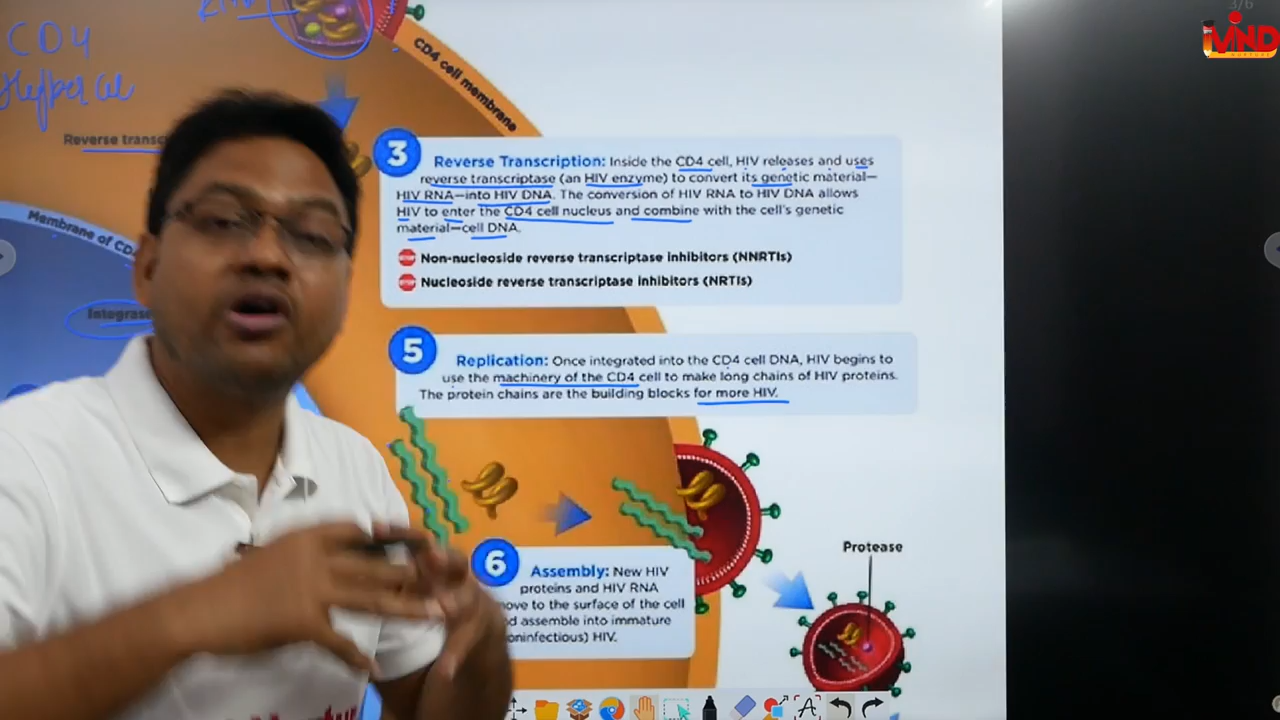 3/6
MIND
CD4
CD4 cell membrane
Reverse
Membrane of
Integrase
3
Reverse Transcription: Inside the CD4 cell, HIV releases and uses
reverse transcriptase (an HIV enzyme) to convert its genetic material—
HIV RNA—into HIV DNA. The conversion of HIV RNA to HIV DNA allows
HIV to enter the CD4 cell nucleus and combine with the cell's genetic
material—cell DNA.
STOP Non-nucleoside reverse transcriptase inhibitors (NNRTIs)
STOP Nucleoside reverse transcriptase inhibitors (NRTIs)
5
Replication: Once integrated into the CD4 cell DNA, HIV begins to
use the machinery of the CD4 cell to make long chains of HIV proteins.
The protein chains are the building blocks for more HIV.
6
Assembly: New HIV
proteins and HIV RNA
to the surface of the cell
assemble into immature
HIV.
Protease